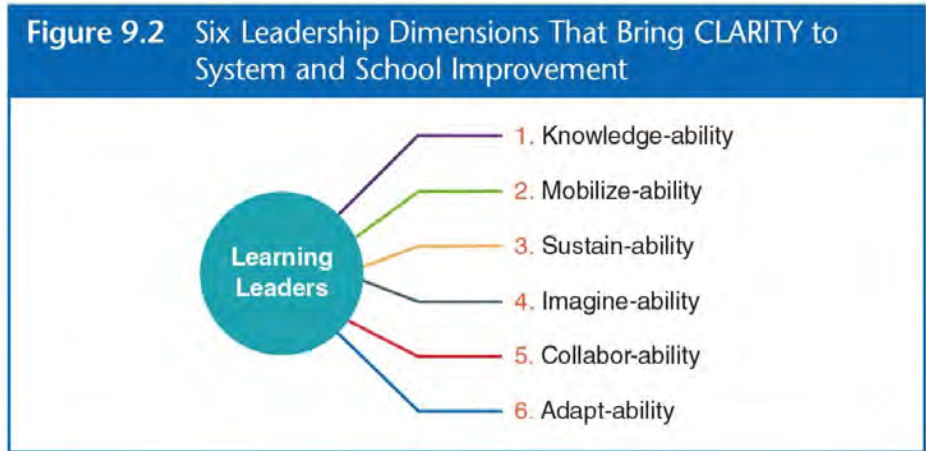 Figure 9.2 Six Leadership Dimensions That Bring CLARITY to
System and School Improvement
Learning
Leaders
1. Knowledge-ability
2. Mobilize-ability
3. Sustain-ability
4. Imagine-ability
5. Collabor-ability
6. Adapt-ability